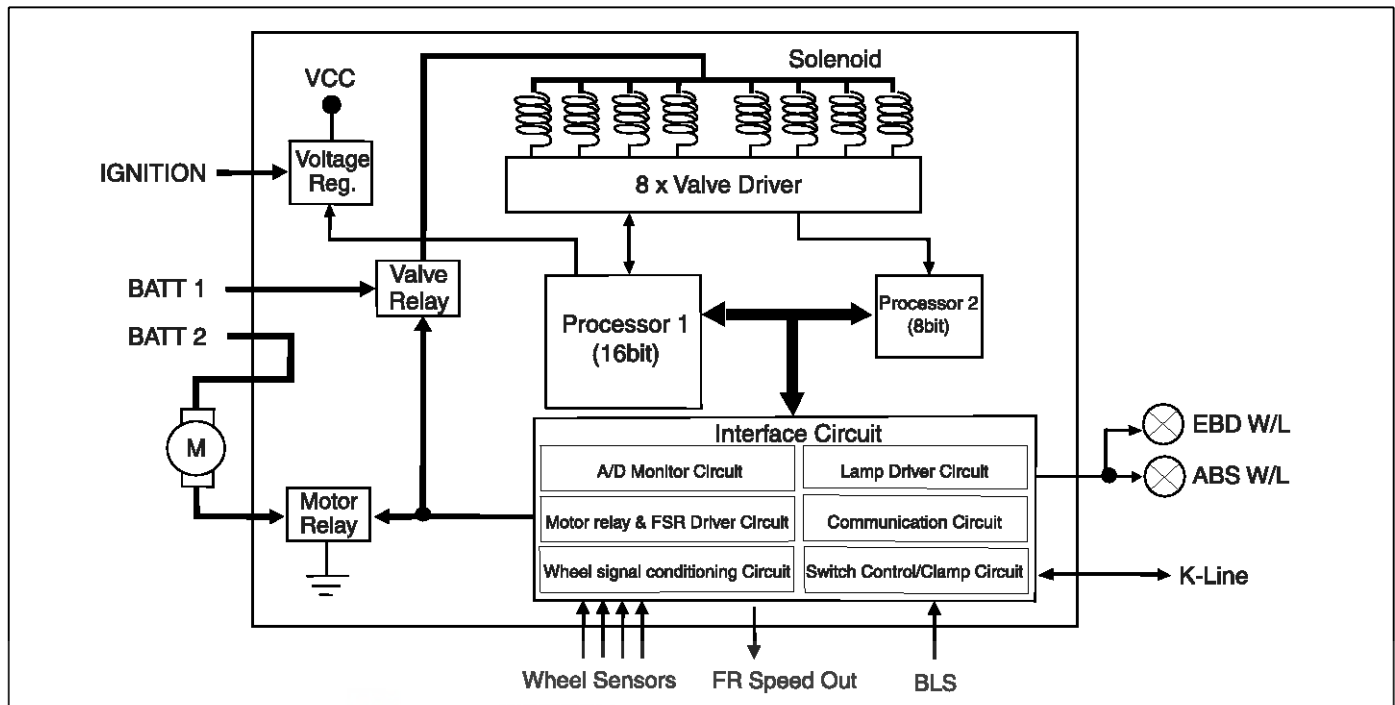 Solenoid
VCC
IGNITION
Voltage
Reg.
8 x Valve Driver
BATT 1
Valve
Relay
BATT 2
Processor 1
(16bit)
Processor 2
(8bit)
M
Interface Circuit
A/D Monitor Circuit
Lamp Driver Circuit
Motor relay & FSR Driver Circuit
Communication Circuit
Wheel signal conditioning Circuit
Switch Control/Clamp Circuit
EBD W/L
ABS W/L
Motor
Relay
K-Line
Wheel Sensors
FR Speed Out
BLS